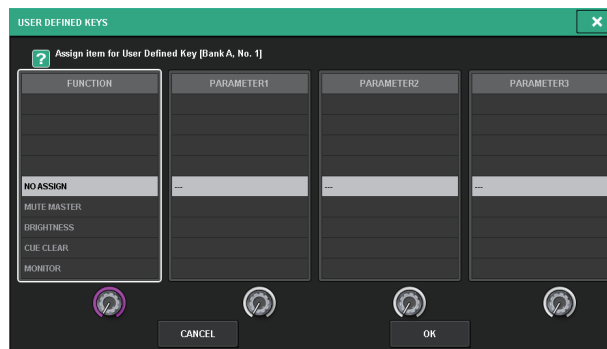 USER DEFINED KEYS
×
? Assign item for User Defined Key [Bank A, No. 1]
FUNCTION PARAMETER1 PARAMETER2 PARAMETER3
NO ASSIGN --- --- ---
MUTE MASTER
BRIGHTNESS
CUE CLEAR
MONITOR
CANCEL OK